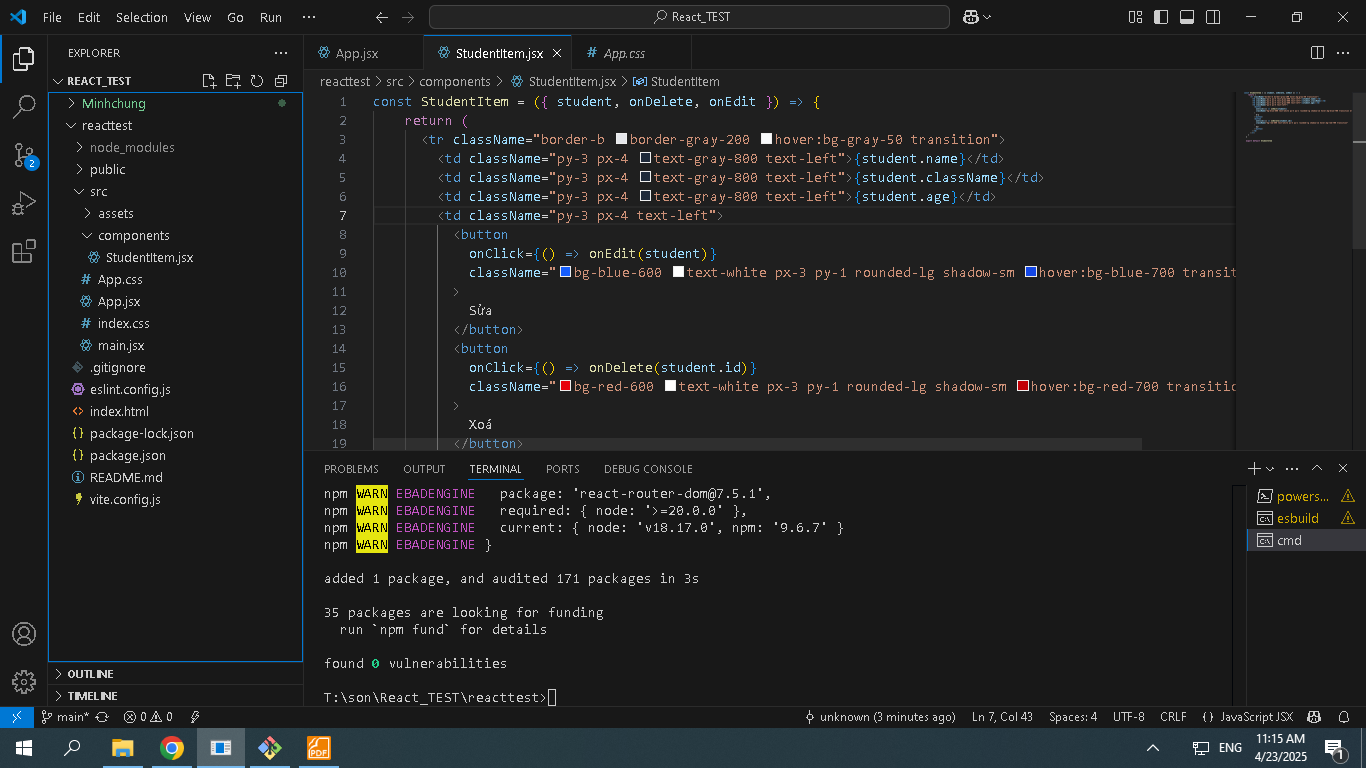 File Edit Selection View Go Run ··· React_TEST
EXPLORER ···
REACT_TEST
Minhchung
reacttest
node_modules
public
src
assets
components
StudentItem.jsx
# App.css
App.jsx
# index.css
main.jsx
.gitignore
eslint.config.js
<> index.html
{} package-lock.json
{} package.json
README.md
vite.config.js
OUTLINE
TIMELINE
App.jsx StudentItem.jsx # App.css
reacttest > src > components > StudentItem.jsx > StudentItem
1 const StudentItem = ({ student, onDelete, onEdit }) => {
2 return (
3 <tr className="border-b border-gray-200 hover:bg-gray-50 transition">
4 <td className="py-3 px-4 text-gray-800 text-left">{student.name}</td>
5 <td className="py-3 px-4 text-gray-800 text-left">{student.className}</td>
6 <td className="py-3 px-4 text-gray-800 text-left">{student.age}</td>
7 <td className="py-3 px-4 text-left">
8 <button
9 onClick={() => onEdit(student)}
10 className="bg-blue-600 text-white px-3 py-1 rounded-lg shadow-sm hover:bg-blue-700 transit
11 >
12 Sửa
13 </button>
14 <button
15 onClick={() => onDelete(student.id)}
16 className="bg-red-600 text-white px-3 py-1 rounded-lg shadow-sm hover:bg-red-700 transitio
17 >
18 Xoá
19 </button>
PROBLEMS OUTPUT TERMINAL PORTS DEBUG CONSOLE
npm WARN EBADENGINE package: 'react-router-dom@7.5.1',
npm WARN EBADENGINE required: { node: '>=20.0.0' },
npm WARN EBADENGINE current: { node: 'v18.17.0', npm: '9.6.7' }
npm WARN EBADENGINE }
added 1 package, and audited 171 packages in 3s
35 packages are looking for funding
run `npm fund` for details
found 0 vulnerabilities
T:\son\React_TEST\reacttest>
powers...
esbuild
cmd
2
main* 0 0 unknown (3 minutes ago) Ln 7, Col 43 Spaces: 4 UTF-8 CRLF {} JavaScript JSX
PDF ENG 11:15 AM
4/23/2025
1